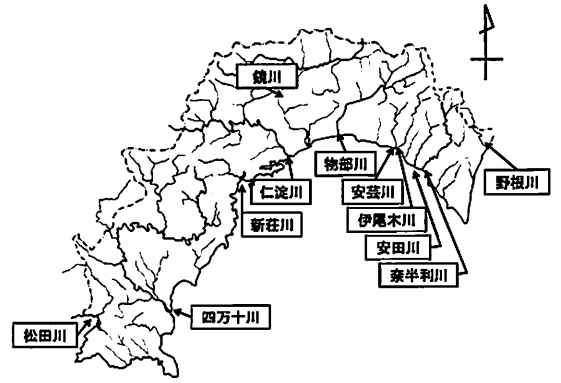 鏡川
物部川
野根川
仁淀川
安芸川
新荘川
伊尾木川
安田川
奈半利川
四万十川
松田川